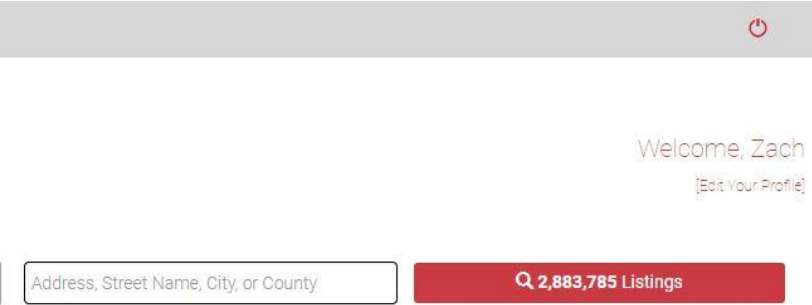 Welcome, Zach
[Edit Your Profile]
Address, Street Name, City, or County
2,883,785 Listings